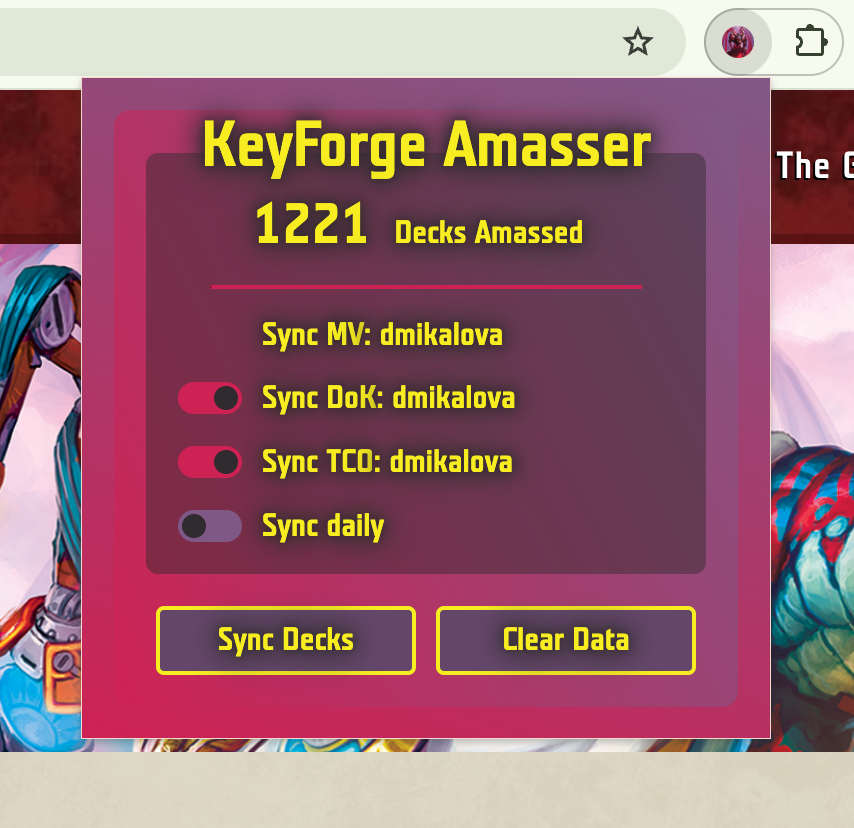 KeyForge Amasser
The
1221 Decks Amassed
Sync MV: dmikalova
Sync DoK: dmikalova
Sync TCO: dmikalova
Sync daily
Sync Decks
Clear Data